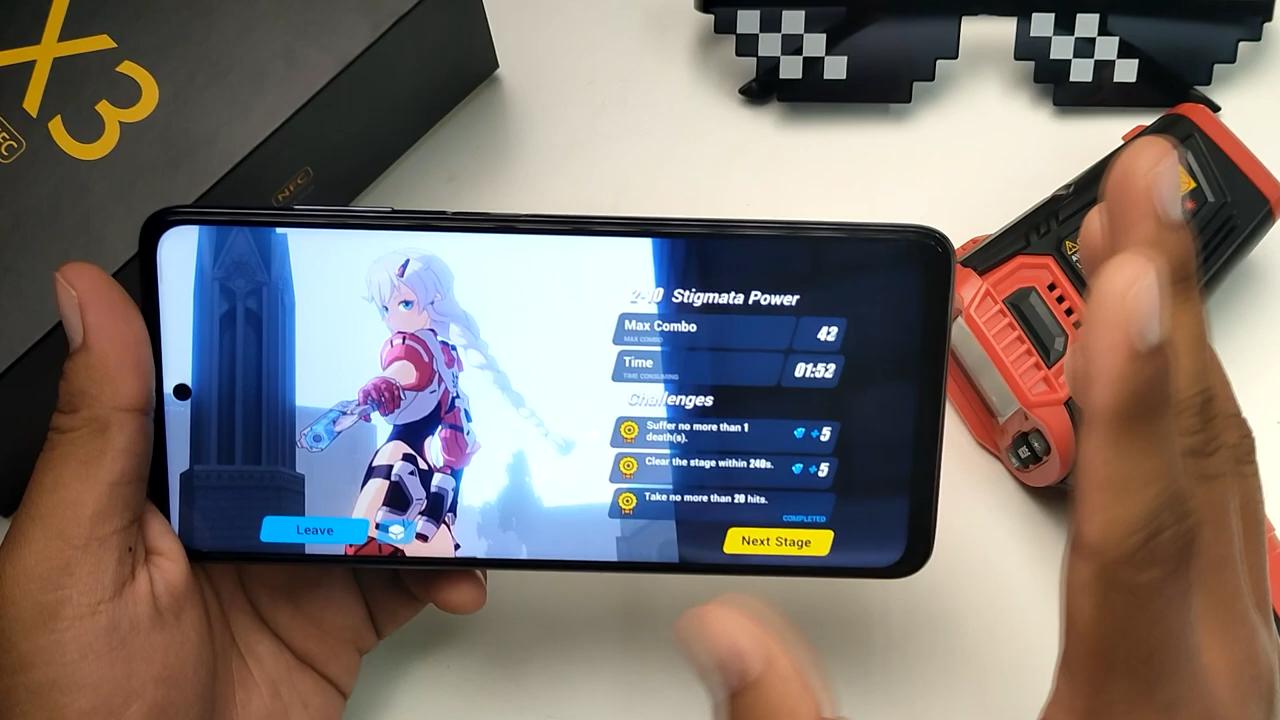 X3
NFC
NFC
2-10 Stigmata Power
Max Combo
MAX COMBO
42
Time
TIME CONSUMING
01:52
Challenges
Suffer no more than 1
death(s).
+5
Clear the stage within 240s.
+5
Take no more than 20 hits.
COMPLETED
Leave
Next Stage